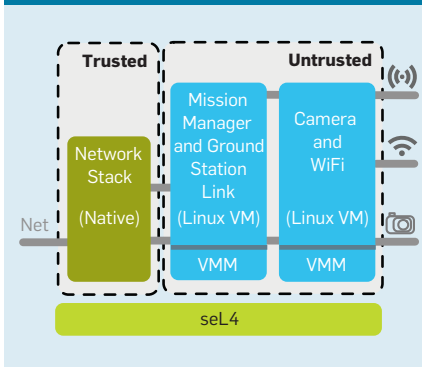 Trusted
Untrusted
Net
Network
Stack
(Native)
Mission
Manager
and Ground
Station
Link
(Linux VM)
VMM
Camera
and
WiFi
(Linux VM)
VMM
seL4